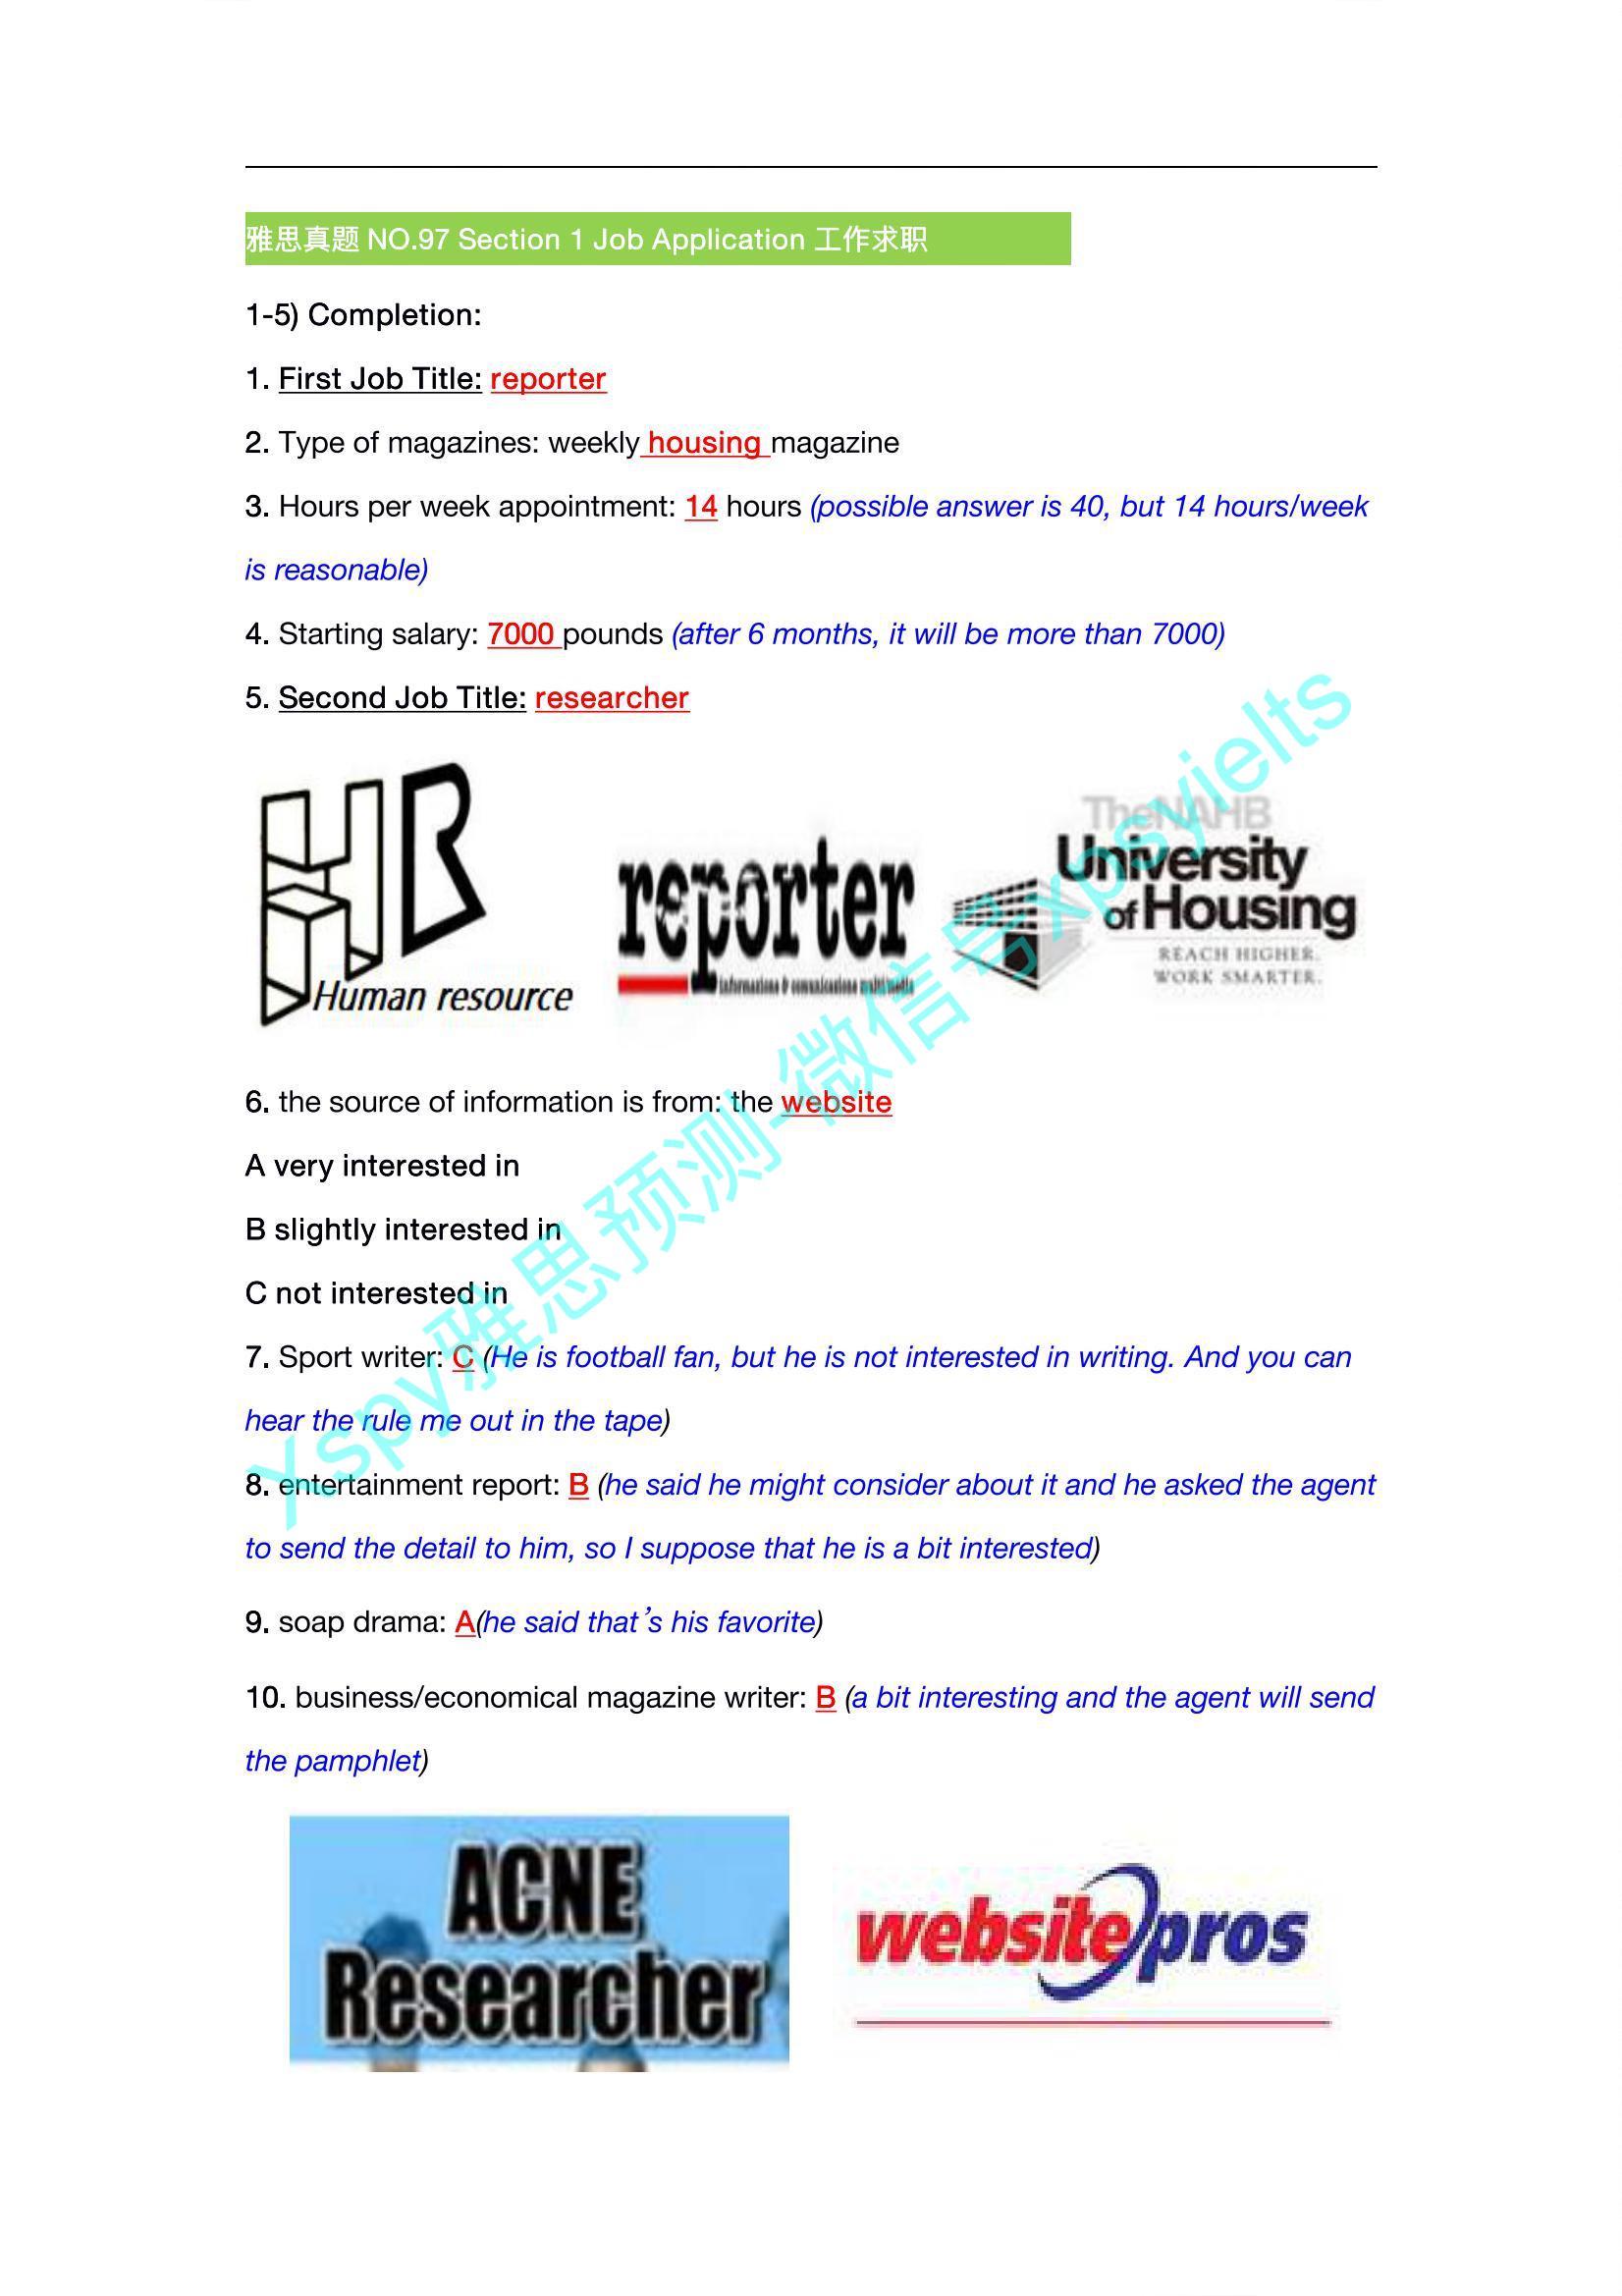 雅思真题 NO.97 Section 1 Job Application 工作求职
1-5) Completion:
1. First Job Title: reporter
2. Type of magazines: weekly housing magazine
3. Hours per week appointment: 14 hours (possible answer is 40, but 14 hours/week
is reasonable)
4. Starting salary: 7000 pounds (after 6 months, it will be more than 7000)
5. Second Job Title: researcher
HR
Human resource
reporter
informazione & comunicazione multimedia
TheNAHB
University
of Housing
REACH HIGHER.
WORK SMARTER.
6. the source of information is from: the website
A very interested in
B slightly interested in
C not interested in
7. Sport writer: C (He is football fan, but he is not interested in writing. And you can
hear the rule me out in the tape)
8. entertainment report: B (he said he might consider about it and he asked the agent
to send the detail to him, so I suppose that he is a bit interested)
9. soap drama: A(he said that's his favorite)
10. business/economical magazine writer: B (a bit interesting and the agent will send
the pamphlet)
ACNE
Researcher
website pros
Xspy雅思预测-微信号xpsyielts